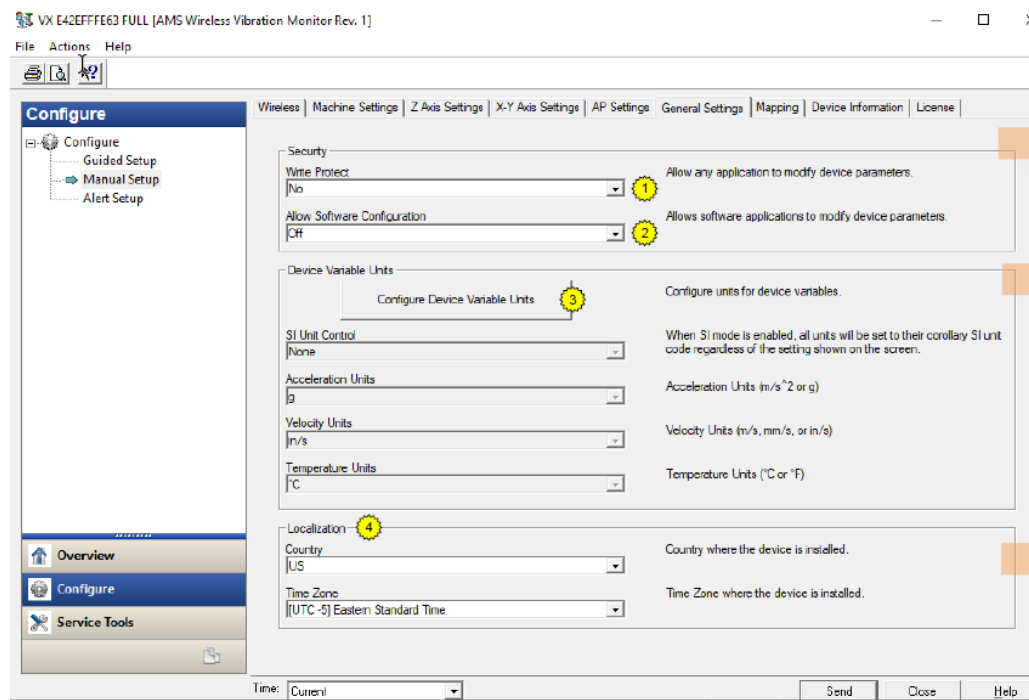 VX E42EFFFE63 FULL [AMS Wireless Vibration Monitor Rev. 1]
File Actions Help
Configure
Configure
Guided Setup
Manual Setup
Alert Setup
Overview
Configure
Service Tools
Wireless Machine Settings Z Axis Settings X-Y Axis Settings AP Settings General Settings Mapping Device Information License
Security
Write Protect
No
1
Allow any application to modify device parameters.
Allow Software Configuration
Off
2
Allows software applications to modify device parameters.
Device Variable Units
Configure Device Variable Units
3
Configure units for device variables.
SI Unit Control
None
When SI mode is enabled, all units will be set to their corollary SI unit
code regardless of the setting shown on the screen.
Acceleration Units
g
Acceleration Units (m/s^2 or g)
Velocity Units
in/s
Velocity Units (m/s, mm/s, or in/s)
Temperature Units
°C
Temperature Units (°C or °F)
Localization
4
Country
US
Country where the device is installed.
Time Zone
[UTC -5] Eastern Standard Time
Time Zone where the device is installed.
Time: Current
Send Close Help